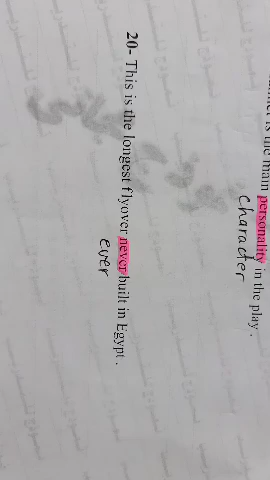 is the main personality in the play.
character
20- This is the longest flyover never built in Egypt.
ever